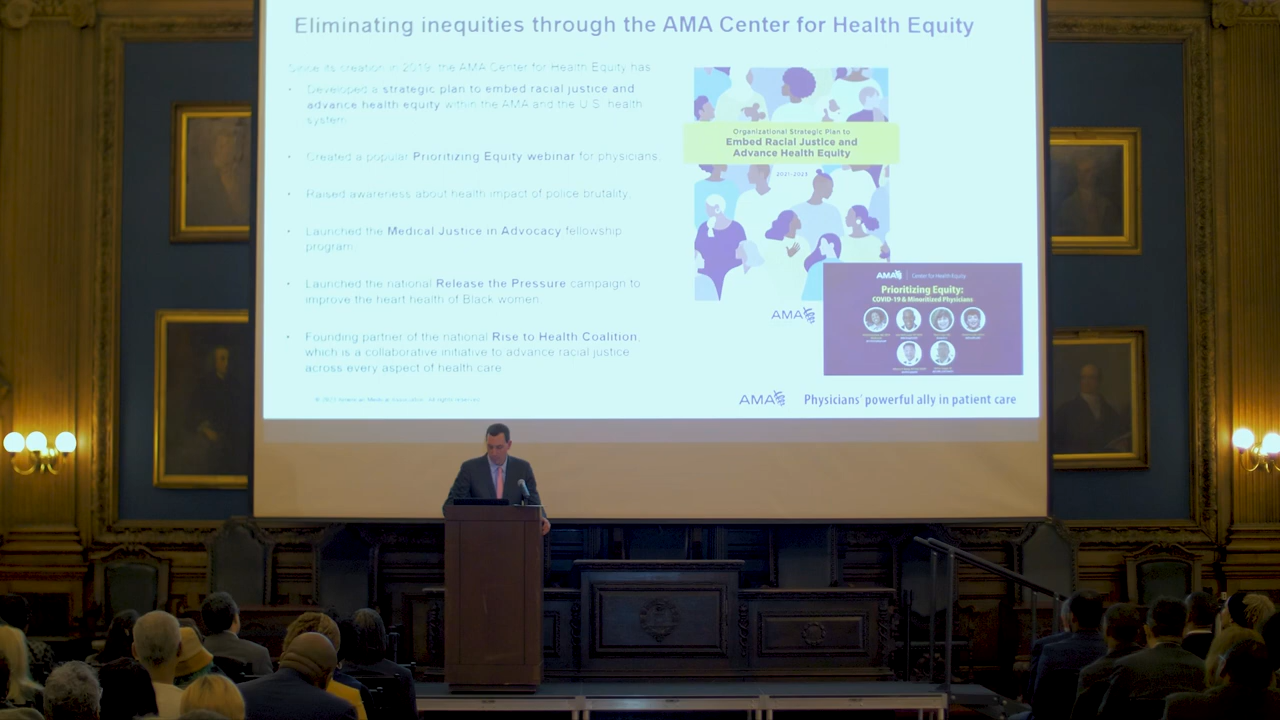 Eliminating inequities through the AMA Center for Health Equity
Since its creation in 2019, the AMA Center for Health Equity has
• Developed a strategic plan to embed racial justice and
advance health equity within the AMA and the U.S. health
system.
• Created a popular Prioritizing Equity webinar for physicians.
• Raised awareness about health impact of police brutality.
• Launched the Medical Justice in Advocacy fellowship
program.
• Launched the national Release the Pressure campaign to
improve the heart health of Black women
• Founding partner of the national Rise to Health Coalition,
which is a collaborative initiative to advance racial justice
across every aspect of health care
Organizational Strategic Plan to
Embed Racial Justice and
Advance Health Equity
2021-2023
AMA
AMA Center for Health Equity
Prioritizing Equity:
COVID-19 & Minoritized Physicians
American Medical Association. All rights reserved.
AMA Physicians' powerful ally in patient care